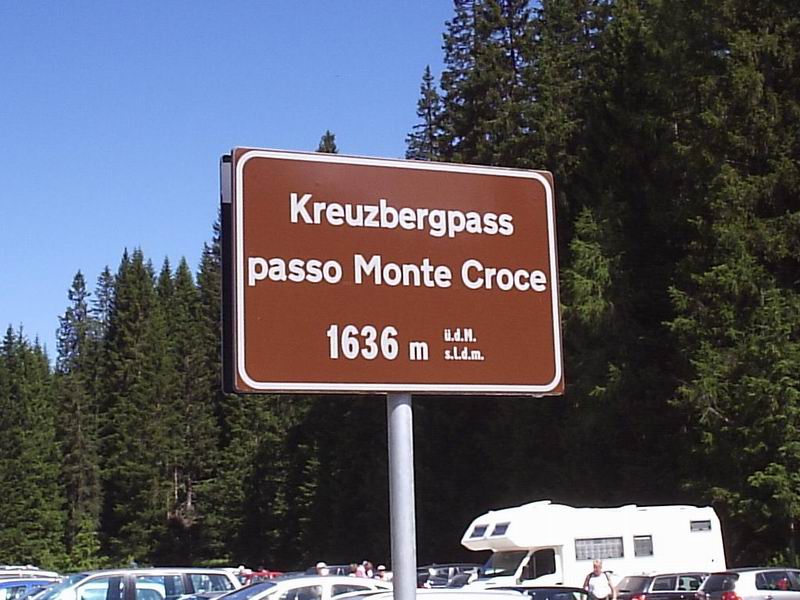 Kreuzbergpass
passo Monte Croce
1636 m ü.d.M.
s.l.d.m.